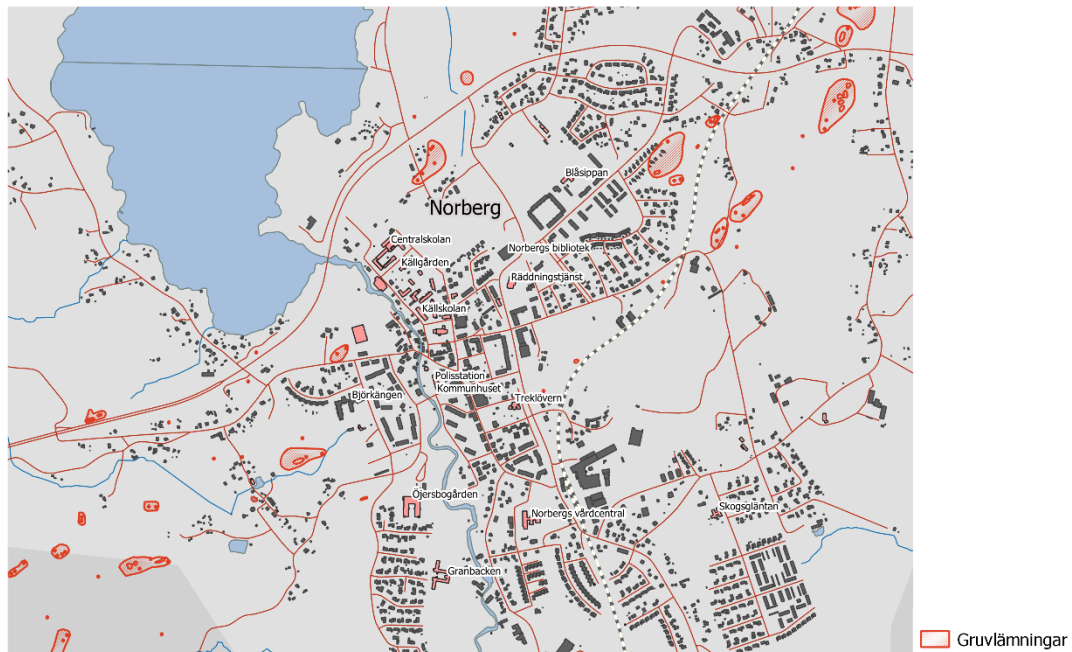 Blåsippan
Norberg
Centralskolan
Norbergs bibliotek
Källgården
Räddningstjänst
Källskolan
Polisstation
Kommunhuset
Björkängen
Treklövern
Öjersbogården
Norbergs vårdcentral
Skogsgläntan
Granbacken
Gruvlämningar